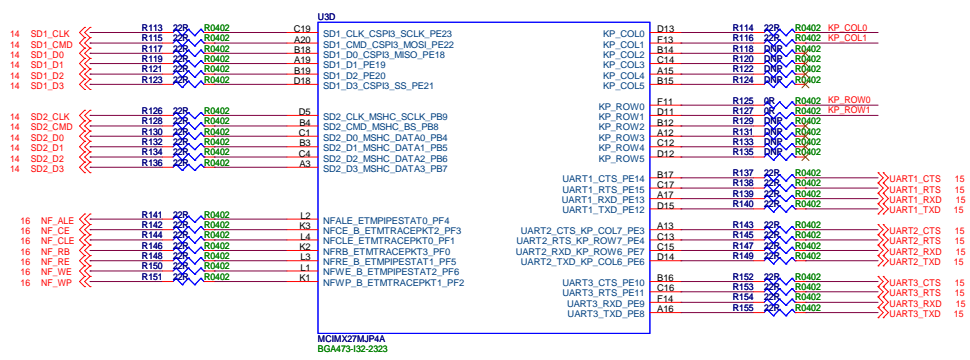 U3D
14 SD1_CLK R113 22R R0402 C19 SD1_CLK_CSPI3_SCLK_PE23
14 SD1_CMD R115 22R R0402 A20 SD1_CMD_CSPI3_MOSI_PE22
14 SD1_D0 R117 22R R0402 B18 SD1_D0_CSPI3_MISO_PE18
14 SD1_D1 R119 22R R0402 A19 SD1_D1_PE19
14 SD1_D2 R121 22R R0402 B19 SD1_D2_PE20
14 SD1_D3 R123 22R R0402 D18 SD1_D3_CSPI3_SS_PE21
14 SD2_CLK R126 22R R0402 D5 SD2_CLK_MSHC_SCLK_PB9
14 SD2_CMD R128 22R R0402 B4 SD2_CMD_MSHC_BS_PB8
14 SD2_D0 R130 22R R0402 C1 SD2_D0_MSHC_DATA0_PB4
14 SD2_D1 R132 22R R0402 B3 SD2_D1_MSHC_DATA1_PB5
14 SD2_D2 R134 22R R0402 C4 SD2_D2_MSHC_DATA2_PB6
14 SD2_D3 R136 22R R0402 A3 SD2_D3_MSHC_DATA3_PB7
16 NF_ALE R141 22R R0402 L2 NFALE_ETMPIPESTAT0_PF4
16 NF_CE R142 22R R0402 K3 NFCE_B_ETMTRACEPKT2_PF3
16 NF_CLE R144 22R R0402 L4 NFCLE_ETMTRACEPKT0_PF1
16 NF_RB R146 22R R0402 K2 NFRB_ETMTRACEPKT3_PF0
16 NF_RE R148 22R R0402 L3 NFRE_ETMPIPESTAT1_PF5
16 NF_WE R150 22R R0402 L1 NFWE_B_ETMPIPESTAT2_PF6
16 NF_WP R151 22R R0402 K1 NFWP_B_ETMTRACEPKT1_PF2
KP_COL0 D13 R114 22R R0402 KP_COL0
KP_COL1 F13 R116 22R R0402 KP_COL1
KP_COL2 B14 R118 DNP R0402
KP_COL3 C14 R120 DNP R0402
KP_COL4 A15 R122 DNP R0402
KP_COL5 B15 R124 DNP R0402
KP_ROW0 F11 R125 0R R0402 KP_ROW0
KP_ROW1 D11 R127 0R R0402 KP_ROW1
KP_ROW2 B12 R129 DNP R0402
KP_ROW3 A12 R131 DNP R0402
KP_ROW4 C12 R133 DNP R0402
KP_ROW5 D12 R135 DNP R0402
UART1_CTS_PE14 B17 R137 22R R0402 UART1_CTS 15
UART1_RTS_PE15 C17 R138 22R R0402 UART1_RTS 15
UART1_RXD_PE13 A17 R139 22R R0402 UART1_RXD 15
UART1_TXD_PE12 D15 R140 22R R0402 UART1_TXD 15
UART2_CTS_KP_COL7_PE3 A13 R143 22R R0402 UART2_CTS 15
UART2_RTS_KP_ROW7_PE4 C13 R145 22R R0402 UART2_RTS 15
UART2_RXD_KP_ROW6_PE7 C15 R147 22R R0402 UART2_RXD 15
UART2_TXD_KP_COL6_PE6 D14 R149 22R R0402 UART2_TXD 15
UART3_CTS_PE10 B16 R152 22R R0402 UART3_CTS 15
UART3_RTS_PE11 C16 R153 22R R0402 UART3_RTS 15
UART3_RXD_PE9 F14 R154 22R R0402 UART3_RXD 15
UART3_TXD_PE8 A16 R155 22R R0402 UART3_TXD 15
MCIMX27MJP4A
BGA473-I32-2323